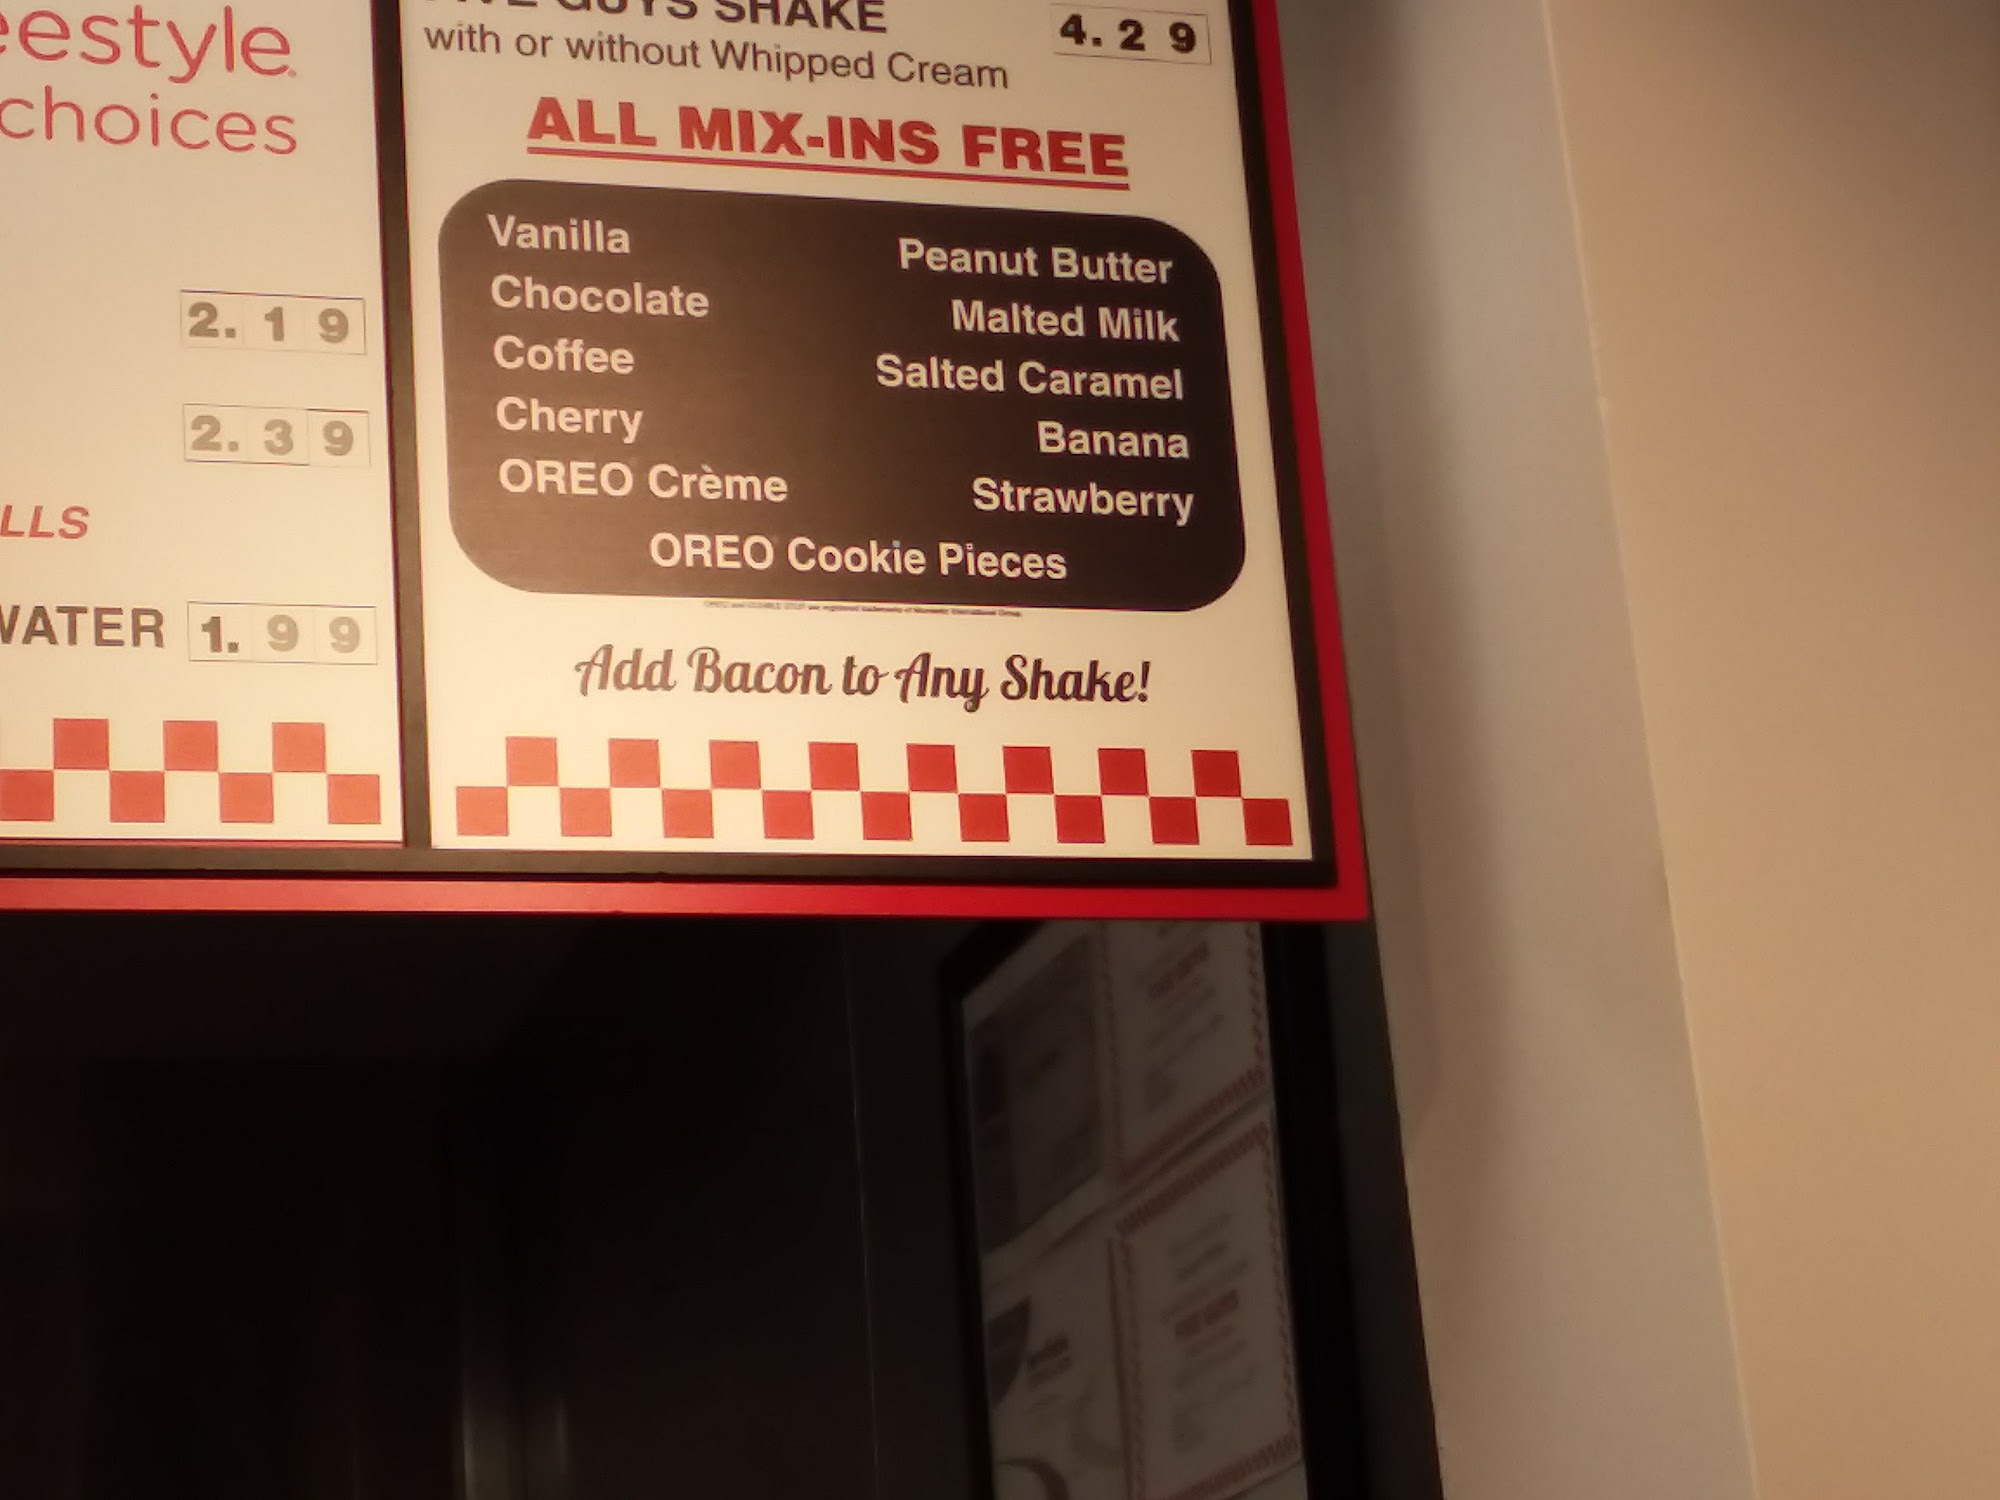 eestyle
choices
2.19
2.39
LLS
WATER 1.99
FIVE GUYS SHAKE 4.29
with or without Whipped Cream
ALL MIX-INS FREE
Vanilla
Chocolate
Coffee
Cherry
OREO Crème
Peanut Butter
Malted Milk
Salted Caramel
Banana
Strawberry
OREO Cookie Pieces
Add Bacon to Any Shake!